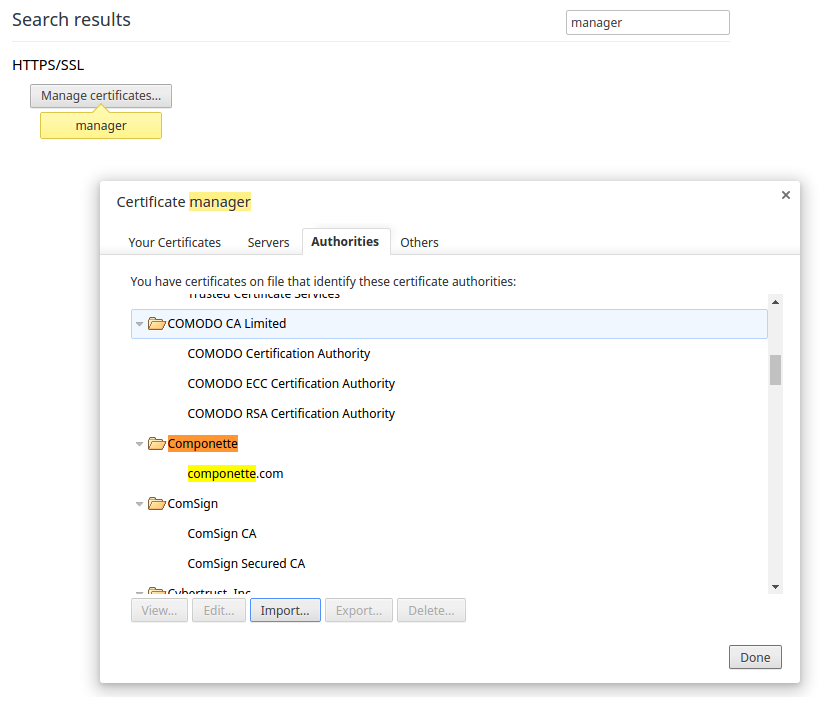 Search results
manager
HTTPS/SSL
Manage certificates...
manager
Certificate manager
×
Your Certificates Servers Authorities Others
You have certificates on file that identify these certificate authorities:
Trusted Certificate Services
COMODO CA Limited
COMODO Certification Authority
COMODO ECC Certification Authority
COMODO RSA Certification Authority
Componette
componette.com
ComSign
ComSign CA
ComSign Secured CA
Cybertrust, Inc
View... Edit... Import... Export... Delete...
Done